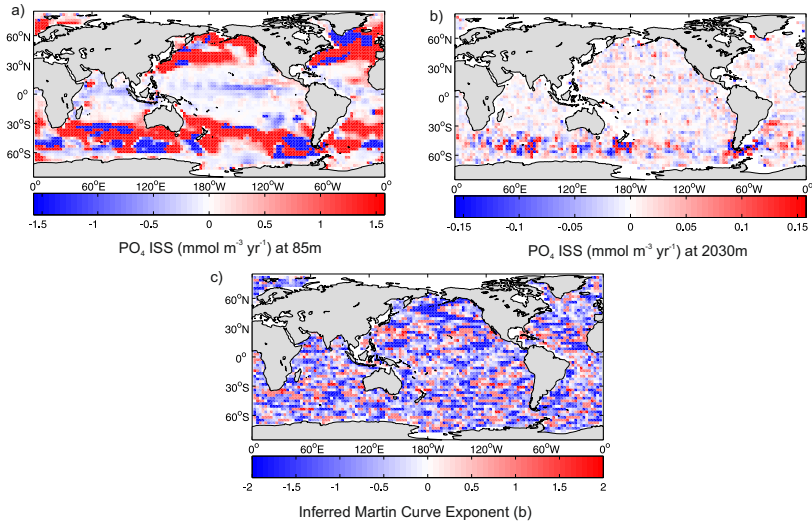 a)
60°N
30°N
0°
30°S
60°S
0° 60°E 120°E 180°W 120°W 60°W 0°
-1.5 -1 -0.5 0 0.5 1 1.5
PO₄ ISS (mmol m⁻³ yr⁻¹) at 85m
b)
60°N
30°N
0°
30°S
60°S
0° 60°E 120°E 180°W 120°W 60°W 0°
-0.15 -0.1 -0.05 0 0.05 0.1 0.15
PO₄ ISS (mmol m⁻³ yr⁻¹) at 2030m
c)
60°N
30°N
0°
30°S
60°S
0° 60°E 120°E 180°W 120°W 60°W 0°
-2 -1.5 -1 -0.5 0 0.5 1 1.5 2
Inferred Martin Curve Exponent (b)